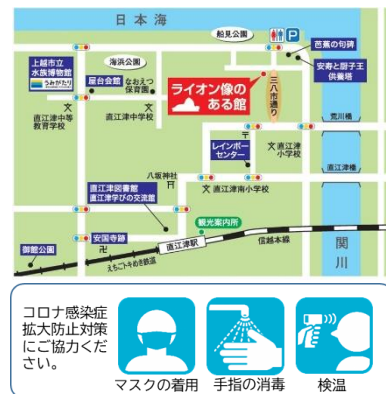 日本海
船見公園
P
芭蕉の句碑
安寿と厨子王
供養塔
海浜公園
上越市立
水族博物館
うみがたり
屋台会館
なおえつ
保育園
ライオン像の
ある館
三八市通り
荒川橋
文
直江津中等
教育学校
文
直江津中学校
〒
レインボー
センター
文 直江津
小学校
直江津橋
八坂神社
文 直江津南小学校
直江津図書館
直江津学びの交流館
観光案内所
安国寺跡
卍
直江津駅
信越本線
関川
御館公園
えちごトキめき鉄道
コロナ感染症
拡大防止対策
にご協力くだ
さい。
マスクの着用
手指の消毒
検温